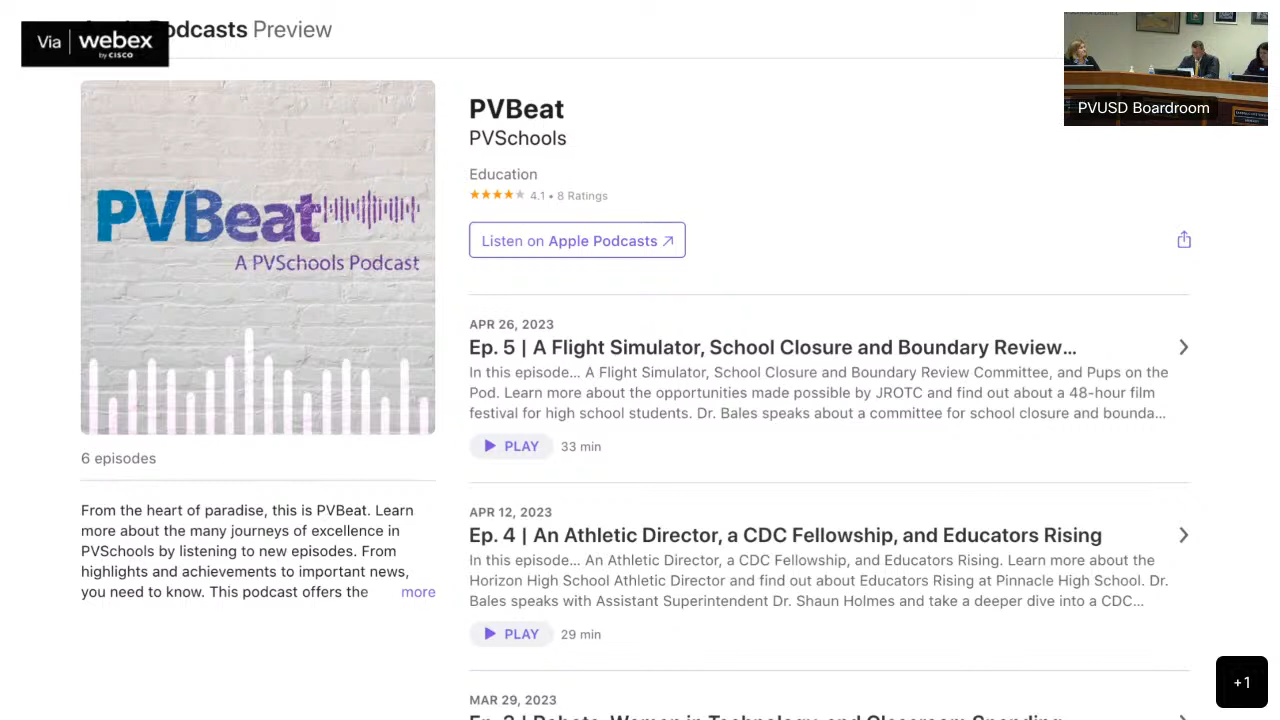 Podcasts Preview
Via webex
by CISCO
PVUSD Boardroom
PVBeat
A PVSchools Podcast
6 episodes
From the heart of paradise, this is PVBeat. Learn
more about the many journeys of excellence in
PVSchools by listening to new episodes. From
highlights and achievements to important news,
you need to know. This podcast offers the more
PVBeat
PVSchools
Education
4.1 • 8 Ratings
Listen on Apple Podcasts
APR 26, 2023
Ep. 5 | A Flight Simulator, School Closure and Boundary Review...
In this episode... A Flight Simulator, School Closure and Boundary Review Committee, and Pups on the
Pod. Learn more about the opportunities made possible by JROTC and find out about a 48-hour film
festival for high school students. Dr. Bales speaks about a committee for school closure and bounda...
PLAY 33 min
APR 12, 2023
Ep. 4 | An Athletic Director, a CDC Fellowship, and Educators Rising
In this episode... An Athletic Director, a CDC Fellowship, and Educators Rising. Learn more about the
Horizon High School Athletic Director and find out about Educators Rising at Pinnacle High School. Dr.
Bales speaks with Assistant Superintendent Dr. Shaun Holmes and take a deeper dive into a CDC...
PLAY 29 min
MAR 29, 2023
Ep. 3 | Robots, Women in Technology, and Classroom Spending
+1